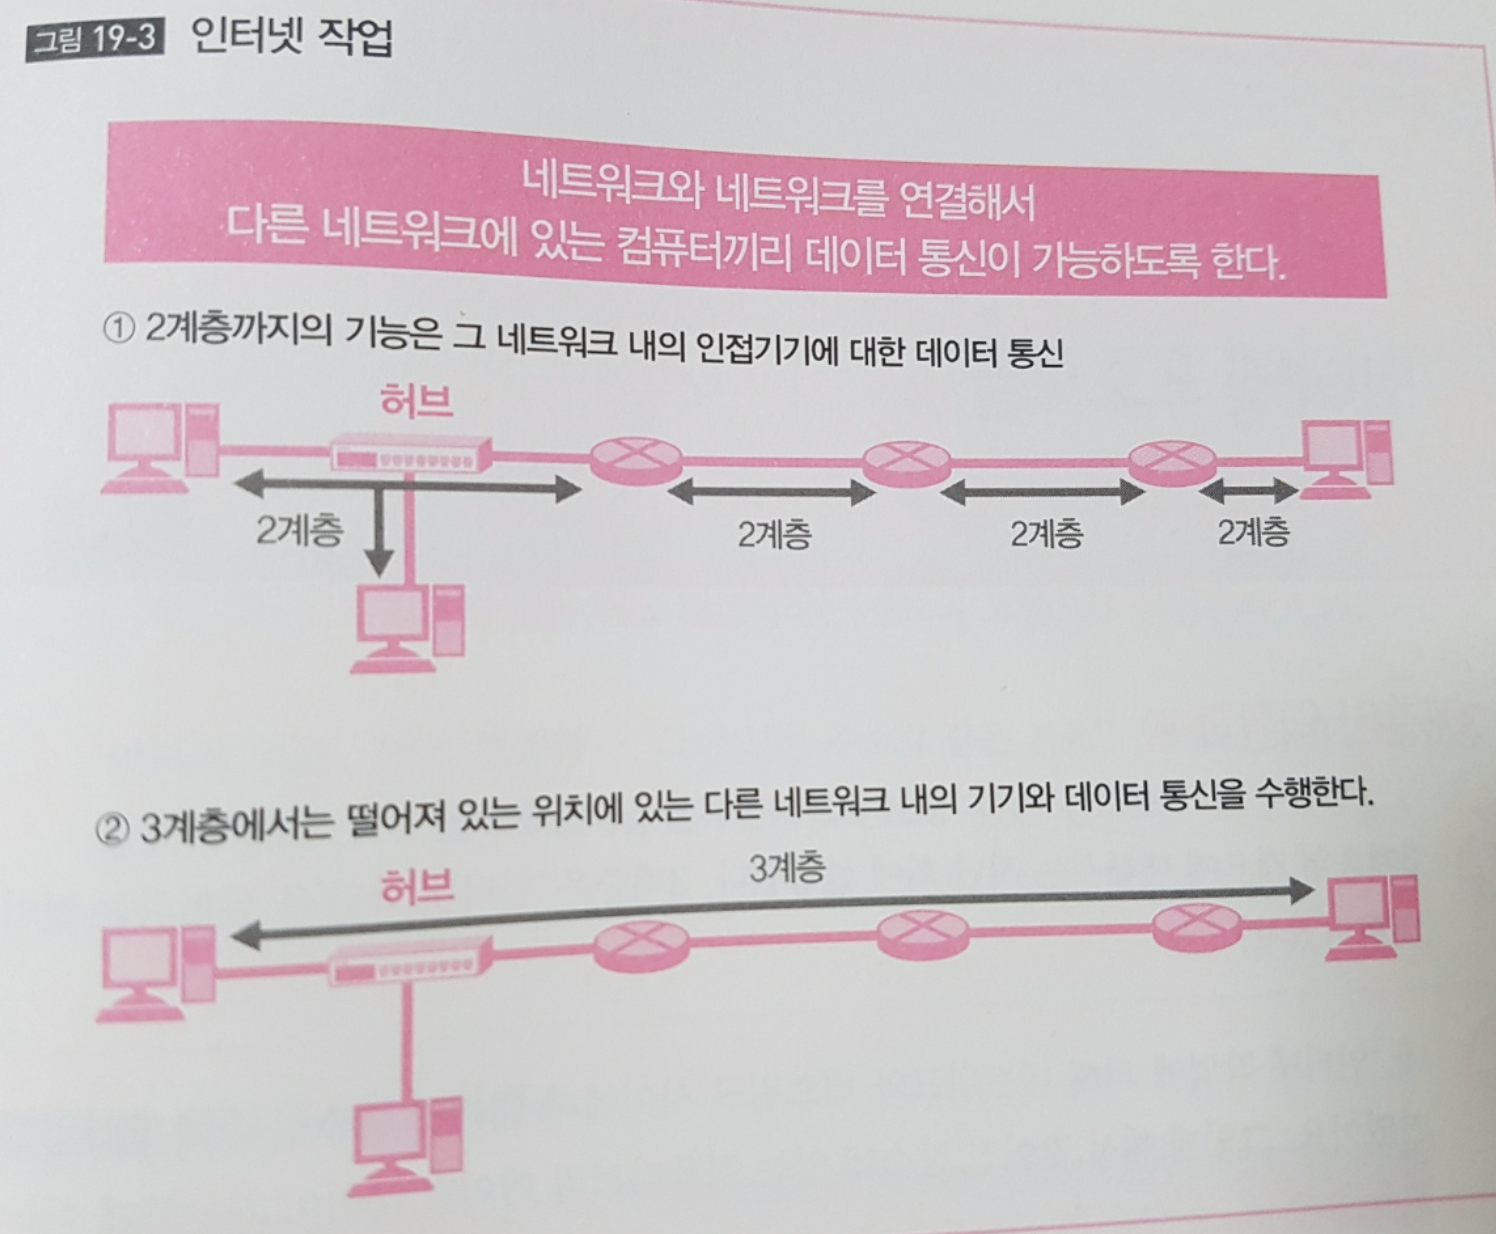 그림 19-3 인터넷 작업
네트워크와 네트워크를 연결해서
다른 네트워크에 있는 컴퓨터끼리 데이터 통신이 가능하도록 한다.
① 2계층까지의 기능은 그 네트워크 내의 인접기기에 대한 데이터 통신
허브
2계층
2계층
2계층
2계층
② 3계층에서는 떨어져 있는 위치에 있는 다른 네트워크 내의 기기와 데이터 통신을 수행한다.
3계층
허브